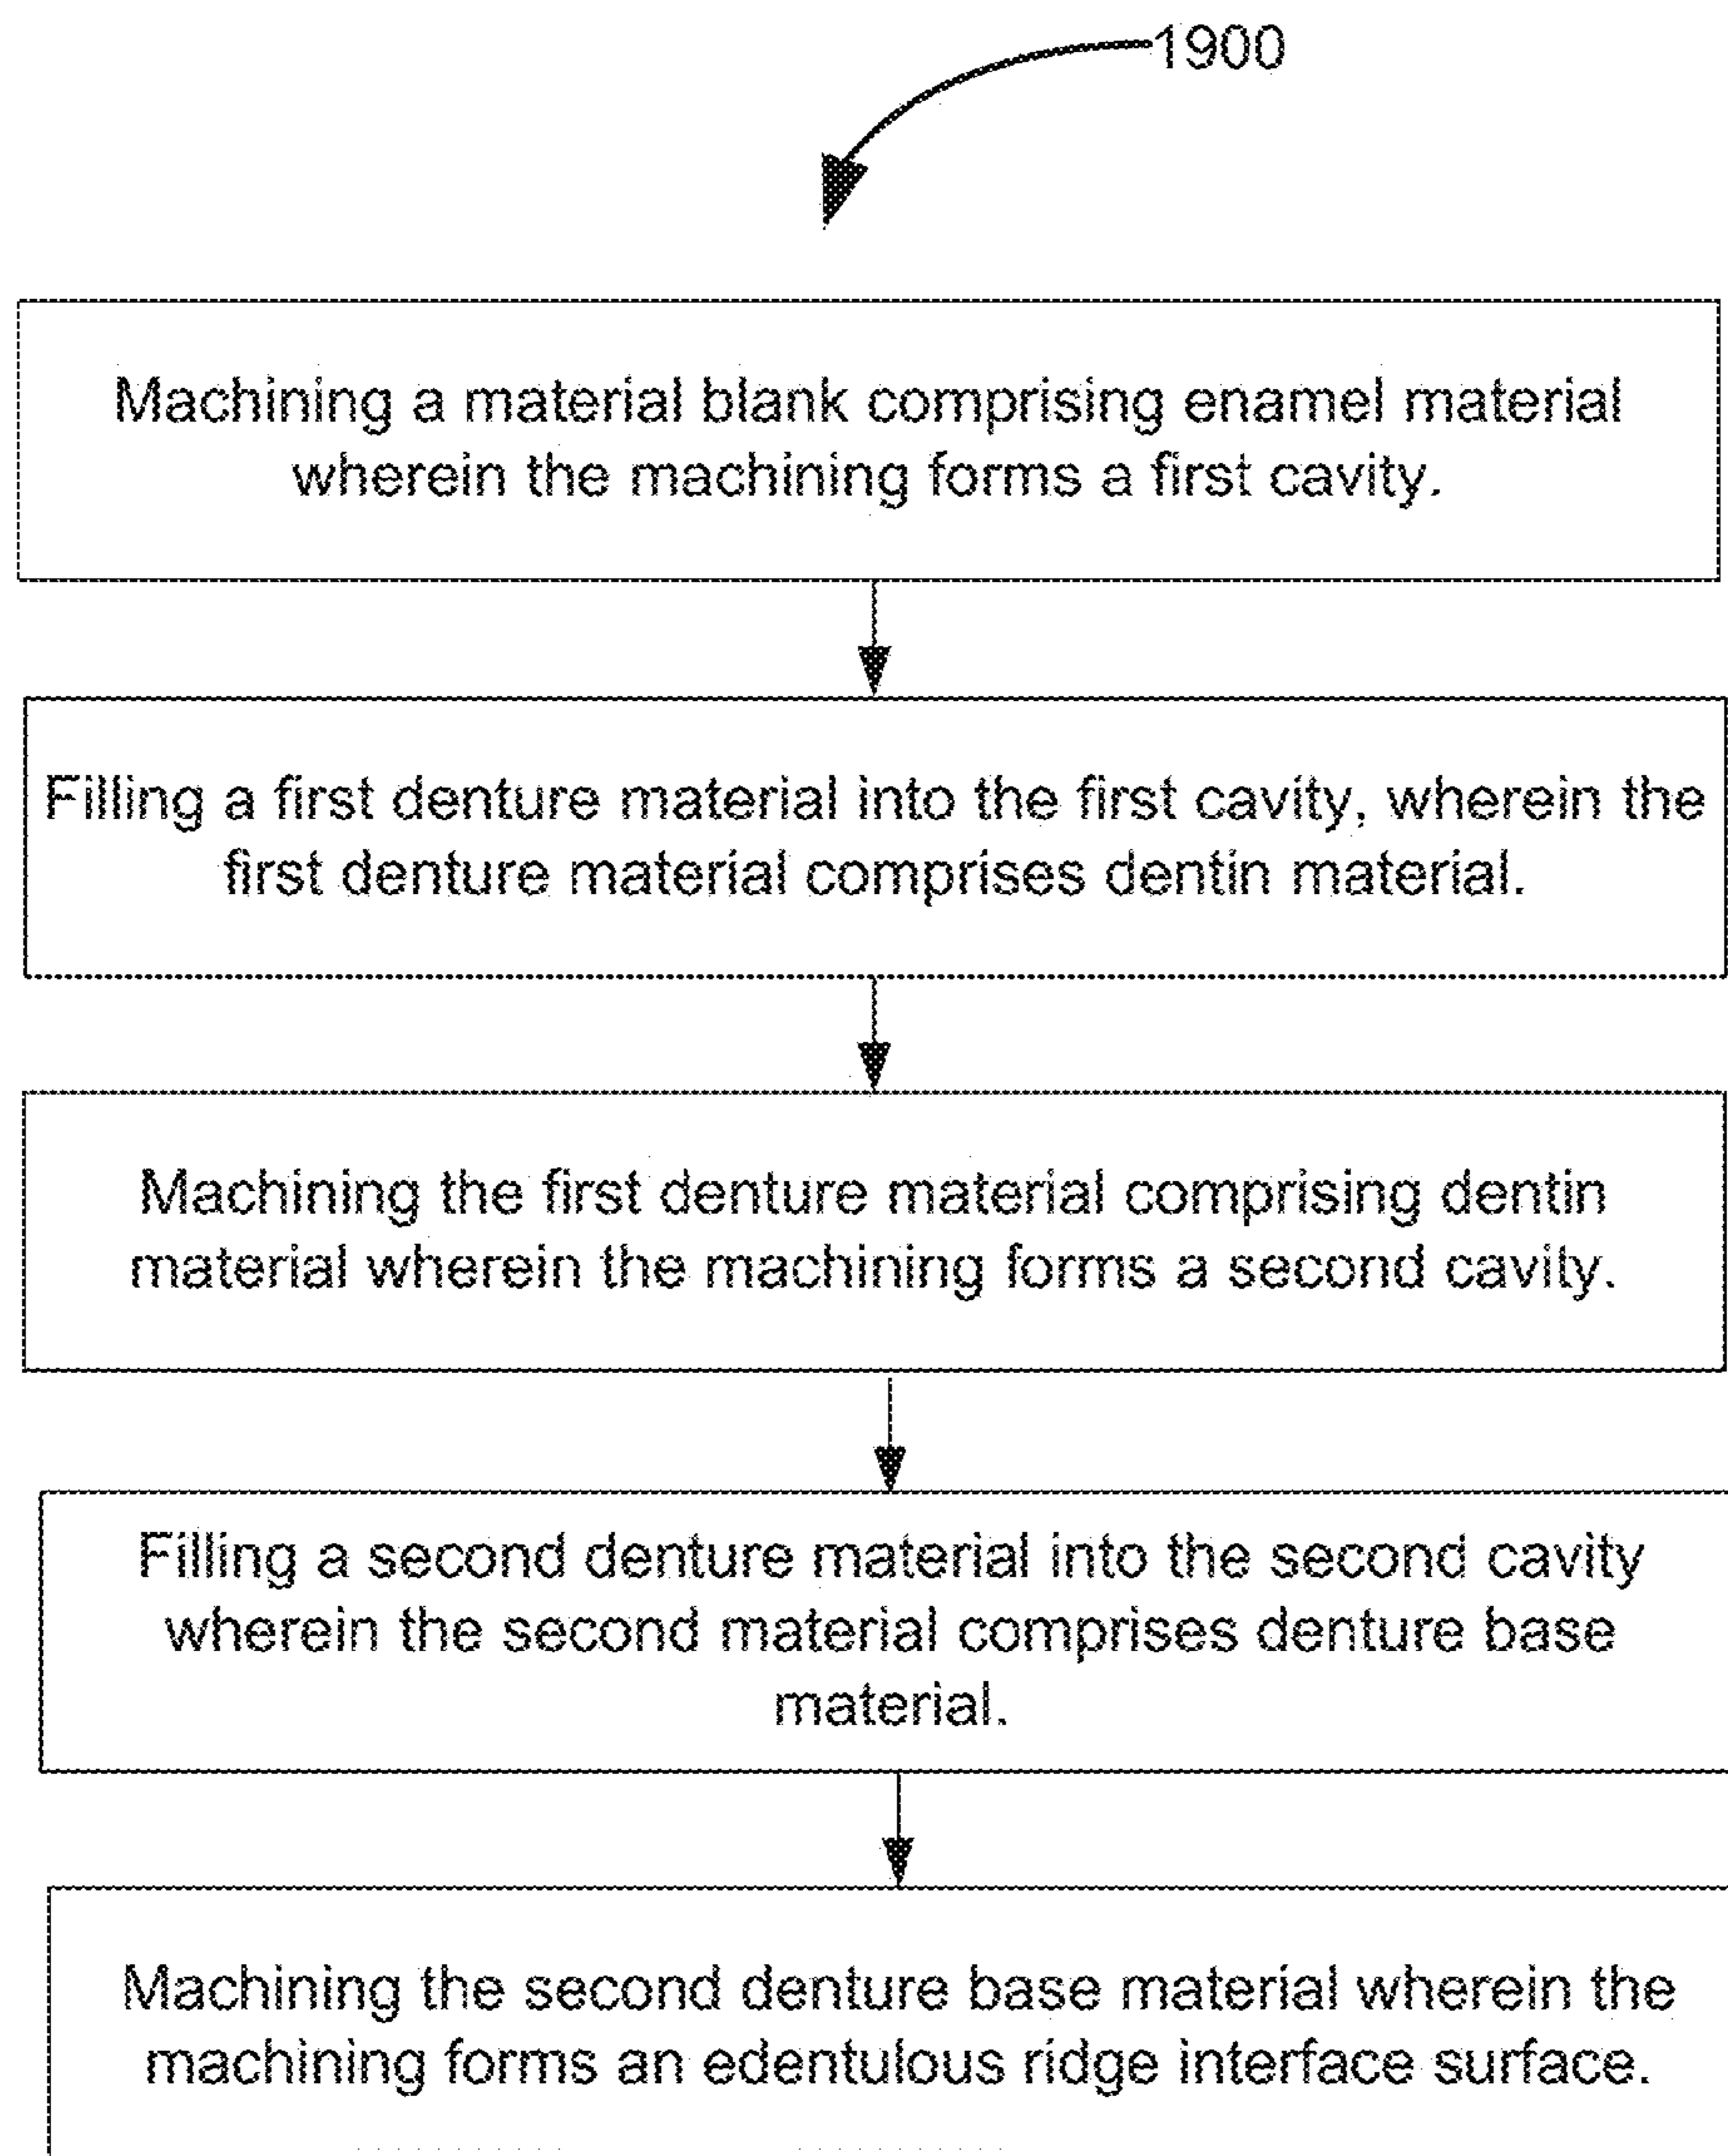 1900
Machining a material blank comprising enamel material
wherein the machining forms a first cavity.
Filling a first denture material into the first cavity, wherein the
first denture material comprises dentin material.
Machining the first denture material comprising dentin
material wherein the machining forms a second cavity.
Filling a second denture material into the second cavity
wherein the second material comprises denture base
material.
Machining the second denture base material wherein the
machining forms an edentulous ridge interface surface.